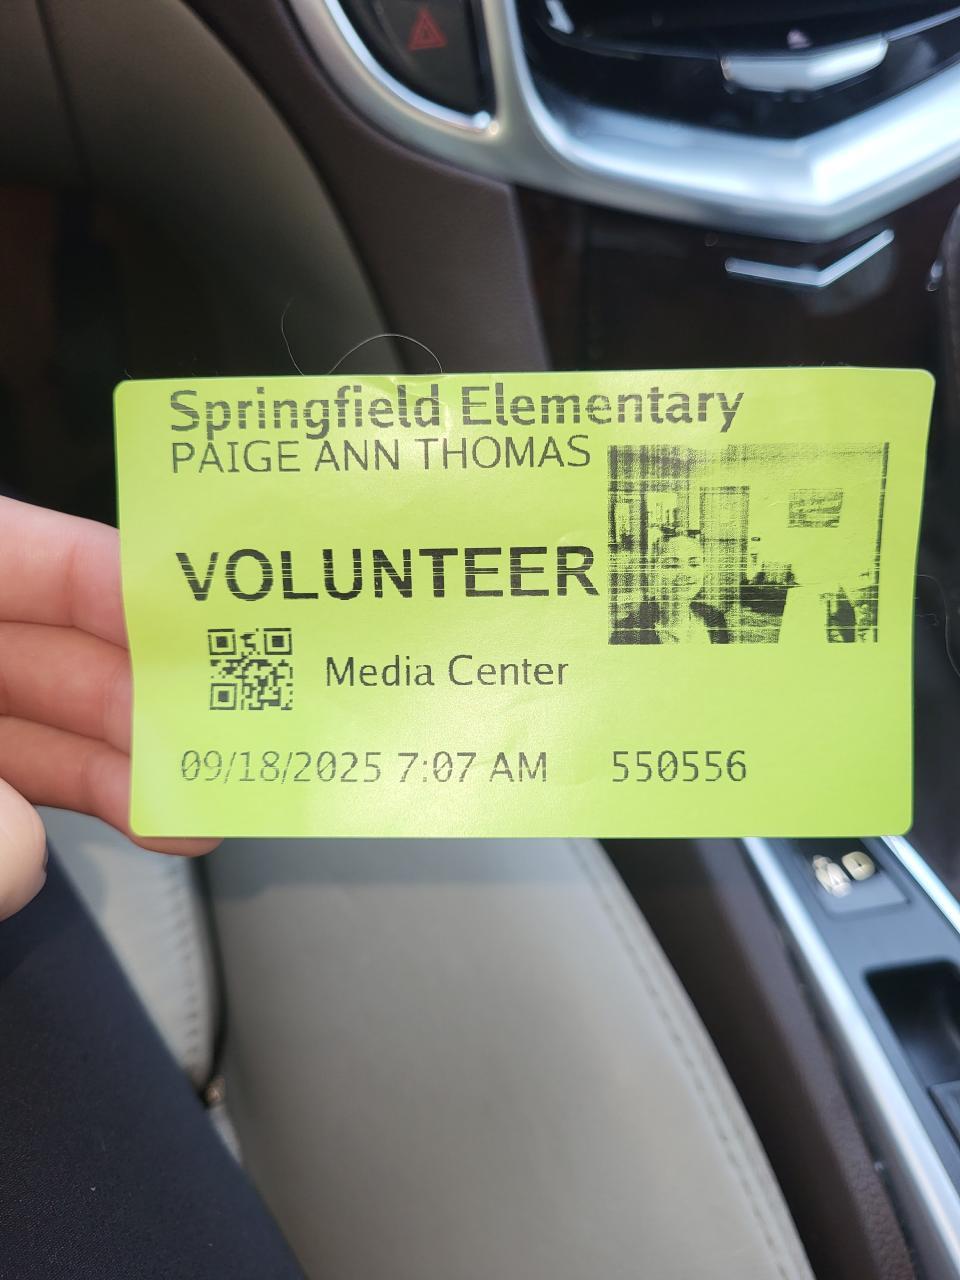 Springfield Elementary
PAIGE ANN THOMAS
VOLUNTEER
Media Center
09/18/2025 7:07 AM 550556